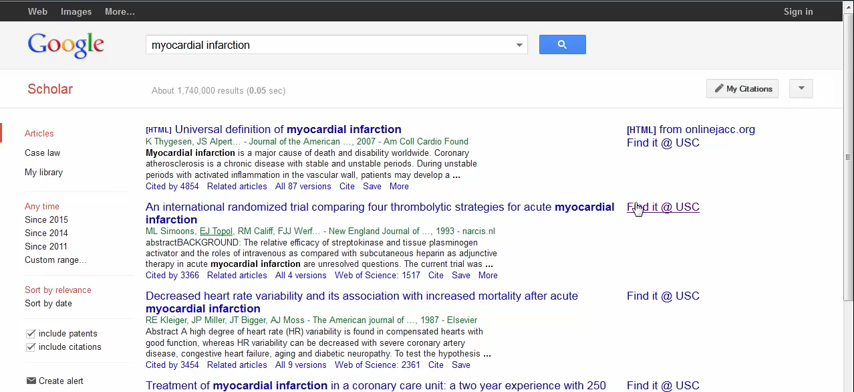 Web Images More... Sign in
Google
myocardial infarction
Scholar About 1,740,000 results (0.05 sec) My Citations
Articles
Case law
My library
Any time
Since 2015
Since 2014
Since 2011
Custom range...
Sort by relevance
Sort by date
include patents
include citations
Create alert
[HTML] Universal definition of myocardial infarction
K Thygesen, JS Alpert... - Journal of the American ..., 2007 - Am Coll Cardio Found
Myocardial infarction is a major cause of death and disability worldwide. Coronary
atherosclerosis is a chronic disease with stable and unstable periods. During unstable
periods with activated inflammation in the vascular wall, patients may develop a ...
Cited by 4854 Related articles All 87 versions Cite Save More
[HTML] from onlinejacc.org
Find it @ USC
An international randomized trial comparing four thrombolytic strategies for acute myocardial
infarction
ML Simoons, EJ Topol, RM Califf, FJJ Werf... - New England Journal of ..., 1993 - narcis.nl
abstractBACKGROUND: The relative efficacy of streptokinase and tissue plasminogen
activator and the roles of intravenous as compared with subcutaneous heparin as adjunctive
therapy in acute myocardial infarction are unresolved questions. The current trial was ...
Cited by 3366 Related articles All 4 versions Web of Science: 1517 Cite Save More
Find it @ USC
Decreased heart rate variability and its association with increased mortality after acute
myocardial infarction
RE Kleiger, JP Miller, JT Bigger, AJ Moss - The American journal of ..., 1987 - Elsevier
Abstract A high degree of heart rate (HR) variability is found in compensated hearts with
good function, whereas HR variability can be decreased with severe coronary artery
disease, congestive heart failure, aging and diabetic neuropathy. To test the hypothesis ...
Cited by 3454 Related articles All 9 versions Web of Science: 2361 Cite Save
Find it @ USC
Treatment of myocardial infarction in a coronary care unit: a two year experience with 250
Find it @ USC